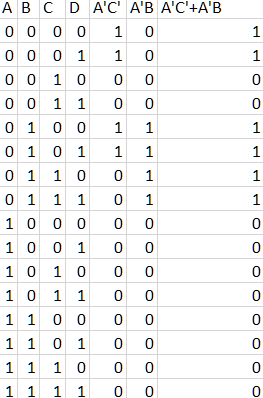 A B C D A'C' A'B A'C'+A'B
0 0 0 0 1 0 1
0 0 0 1 1 0 1
0 0 1 0 0 0 0
0 0 1 1 0 0 0
0 1 0 0 1 1 1
0 1 0 1 1 1 1
0 1 1 0 0 1 1
0 1 1 1 0 1 1
1 0 0 0 0 0 0
1 0 0 1 0 0 0
1 0 1 0 0 0 0
1 0 1 1 0 0 0
1 1 0 0 0 0 0
1 1 0 1 0 0 0
1 1 1 0 0 0 0
1 1 1 1 0 0 0